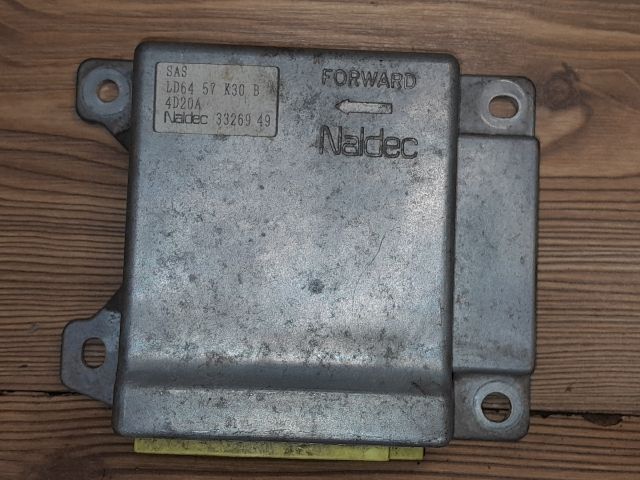 SAS
LD64 57 K30 B
4D20A
Naldec 33269 49
FORWARD
Naldec